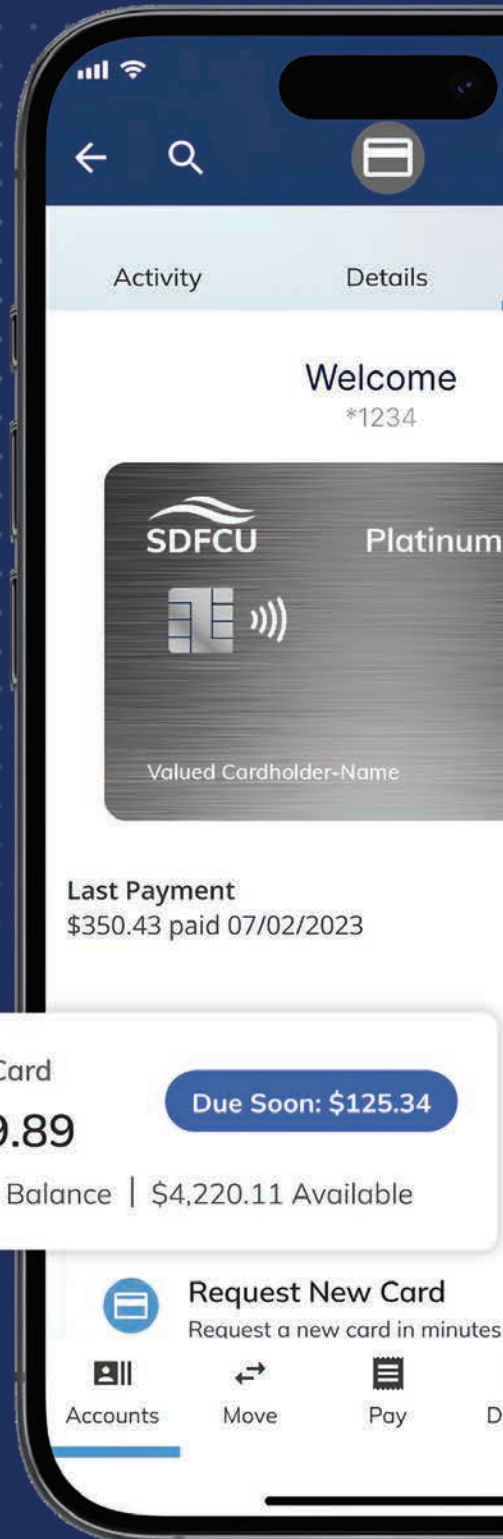 Activity Details
Welcome
*1234
SDFCU Platinum
Valued Cardholder-Name
Last Payment
$350.43 paid 07/02/2023
Card
9.89
Due Soon: $125.34
Balance | $4,220.11 Available
Request New Card
Request a new card in minutes
Accounts Move Pay D